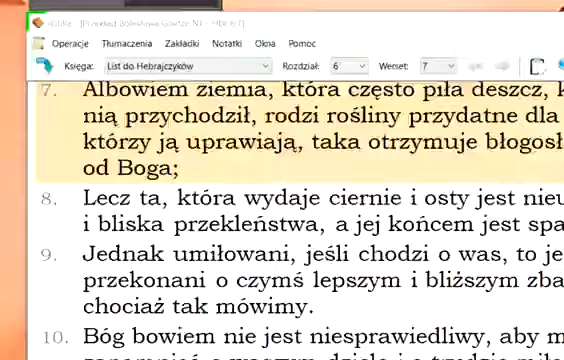 Biblia [Przekład Bolesława Goetze NT - Hbr 6:7]
Operacje Tłumaczenia Zakładki Notatki Okna Pomoc
Księga: List do Hebrajczyków Rozdział: 6 Werset: 7
7. Albowiem ziemia, która często piła deszcz, k
nią przychodził, rodzi rośliny przydatne dla
którzy ją uprawiają, taka otrzymuje błogosł
od Boga;
8. Lecz ta, która wydaje ciernie i osty jest nieu
i bliska przekleństwa, a jej końcem jest spa
9. Jednak umiłowani, jeśli chodzi o was, to je
przekonani o czymś lepszym i bliższym zba
chociaż tak mówimy.
10. Bóg bowiem nie jest niesprawiedliwy, aby m